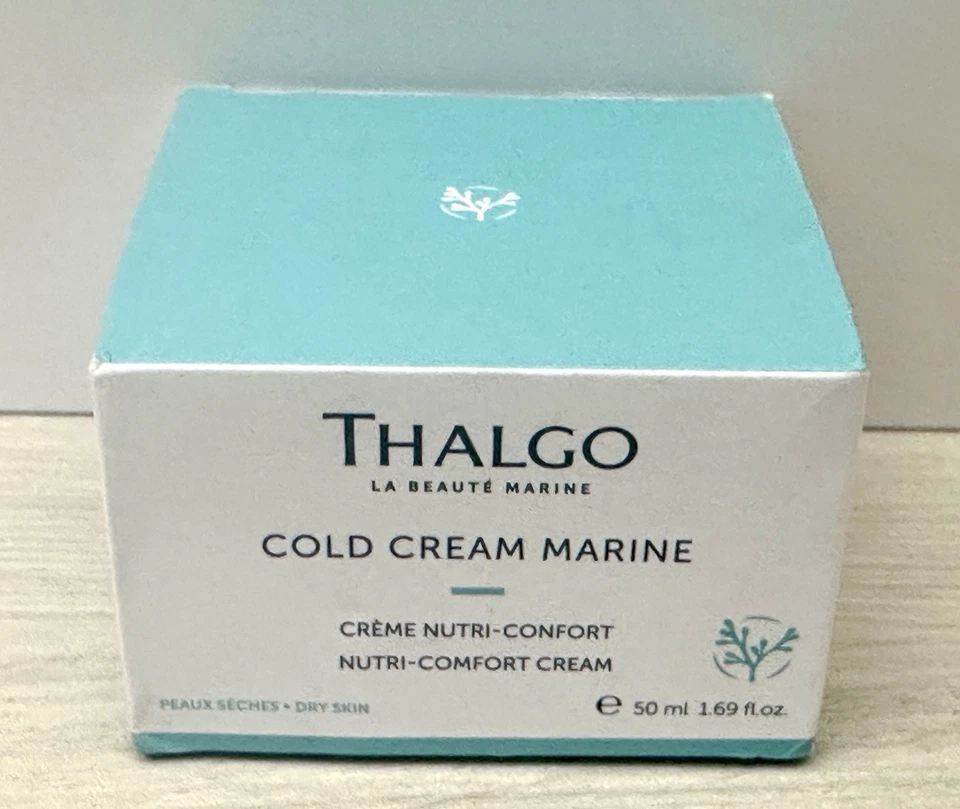 THALGO
LA BEAUTÉ MARINE
COLD CREAM MARINE
CRÈME NUTRI-CONFORT
NUTRI-COMFORT CREAM
PEAUX SÈCHES • DRY SKIN
℮ 50 ml 1.69 fl.oz.